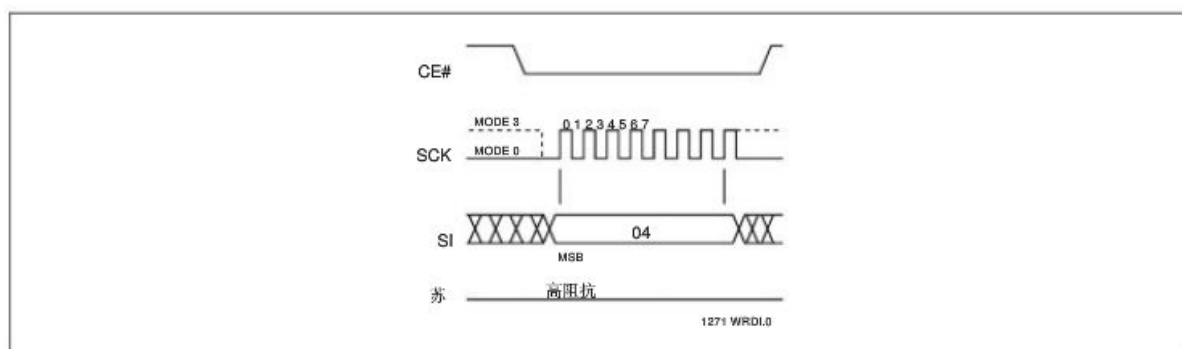 CE#
MODE 3
0 1 2 3 4 5 6 7
SCK
MODE 0
SI
04
MSB
苏
高阻抗
1271 WRDI.0